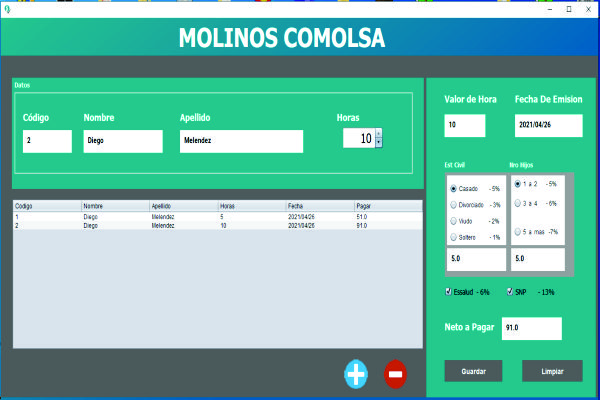 MOLINOS COMOLSA
Datos
Código Nombre Apellido Horas
2 Diego Melendez 10
Codigo Nombre Apellido Horas Fecha Pagar
1 Diego Melendez 5 2021/04/26 51.0
2 Diego Melendez 10 2021/04/26 91.0
Valor de Hora Fecha De Emision
10 2021/04/26
Est Civil Nro Hijos
Casado - 5% 1 a 2 - 5%
Divorciado - 3% 3 a 4 - 6%
Viudo - 2%
Soltero - 1% 5 a mas -7%
5.0 5.0
Essalud - 6% SNP - 13%
Neto a Pagar 91.0
Guardar Limpiar